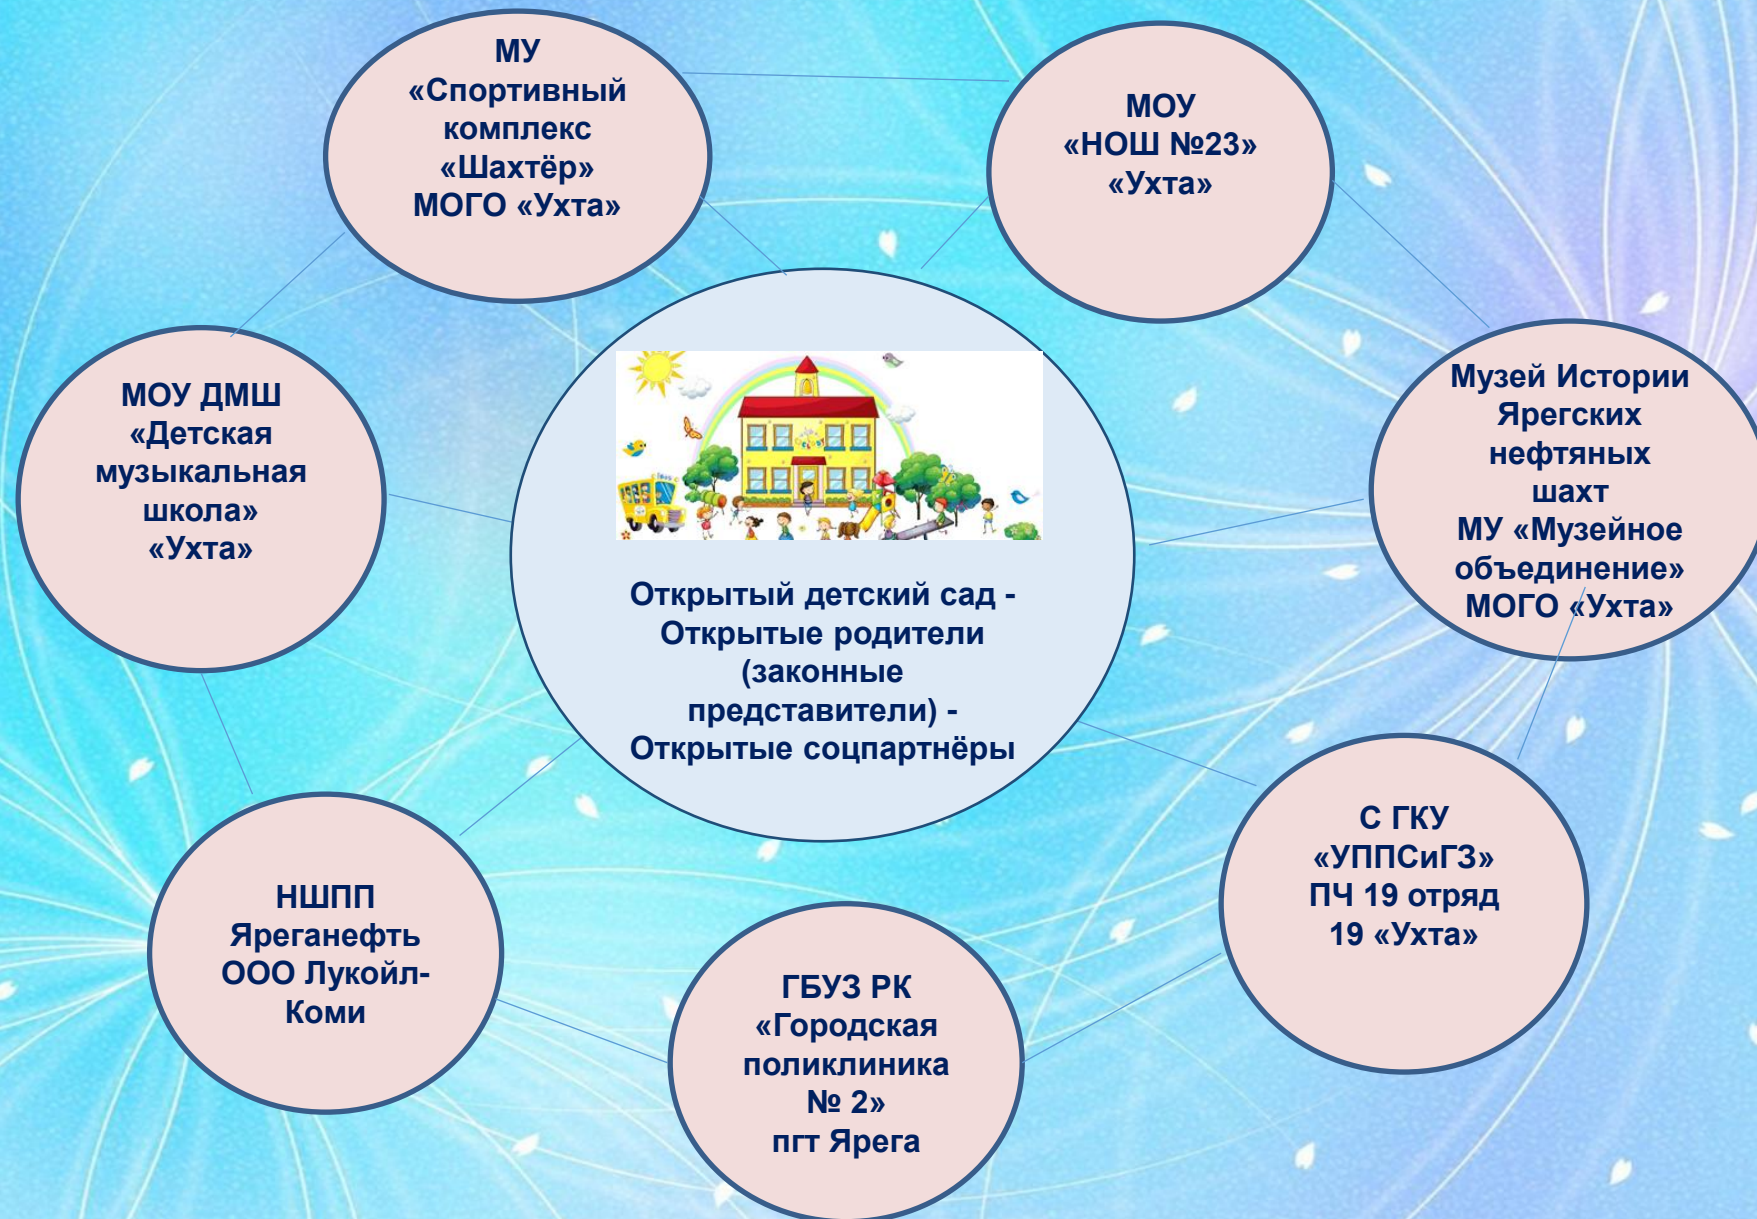 МУ
«Спортивный
комплекс
«Шахтёр»
МОГО «Ухта»
МОУ
«НОШ №23»
«Ухта»
МОУ ДМШ
«Детская
музыкальная
школа»
«Ухта»
Открытый детский сад -
Открытые родители
(законные
представители) -
Открытые соцпартнёры
Музей Истории
Ярегских
нефтяных
шахт
МУ «Музейное
объединение»
МОГО «Ухта»
НШПП
Яреганефть
ООО Лукойл-
Коми
ГБУЗ РК
«Городская
поликлиника
№ 2»
пгт Ярега
С ГКУ
«УППСиГЗ»
ПЧ 19 отряд
19 «Ухта»